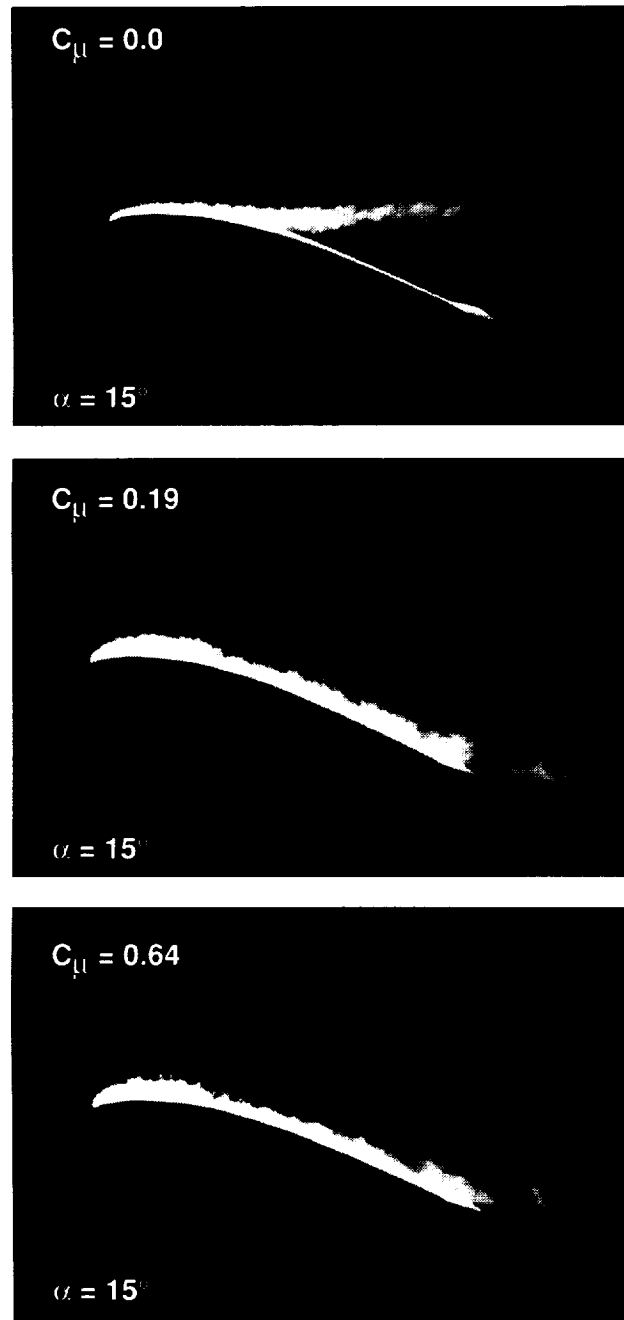 Cμ = 0.0
α = 15°
Cμ = 0.19
α = 15°
Cμ = 0.64
α = 15°